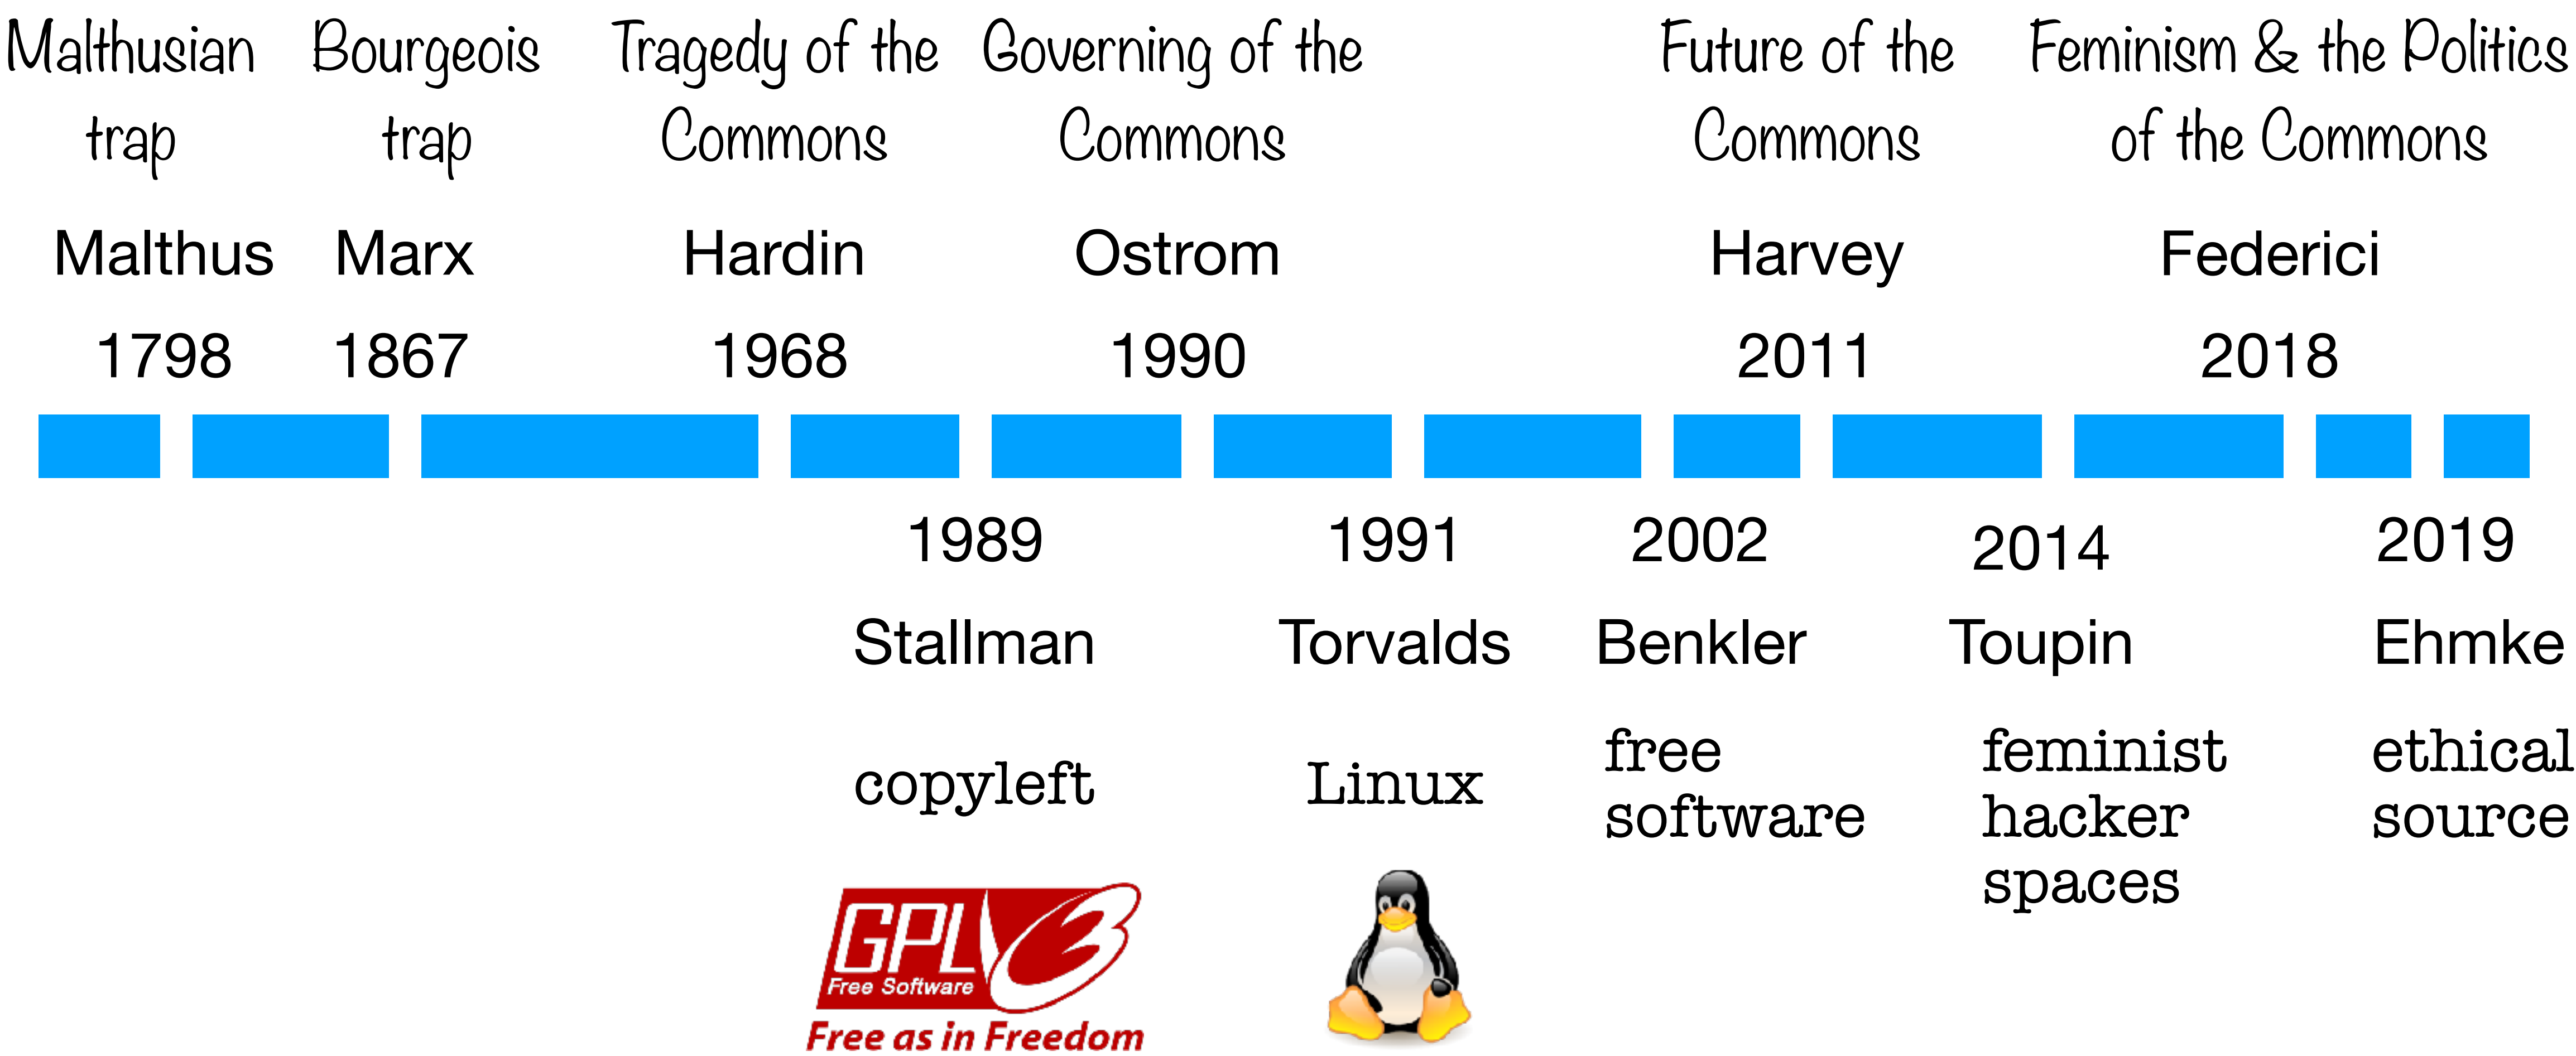 Malthusian Bourgeois Tragedy of the Governing of the Future of the Feminism & the Politics
trap trap Commons Commons Commons of the Commons
Malthus Marx Hardin Ostrom Harvey Federici
1798 1867 1968 1990 2011 2018
1989 1991 2002 2014 2019
Stallman Torvalds Benkler Toupin Ehmke
copyleft Linux free software feminist hacker spaces ethical source
GPLv3
Free Software
Free as in Freedom